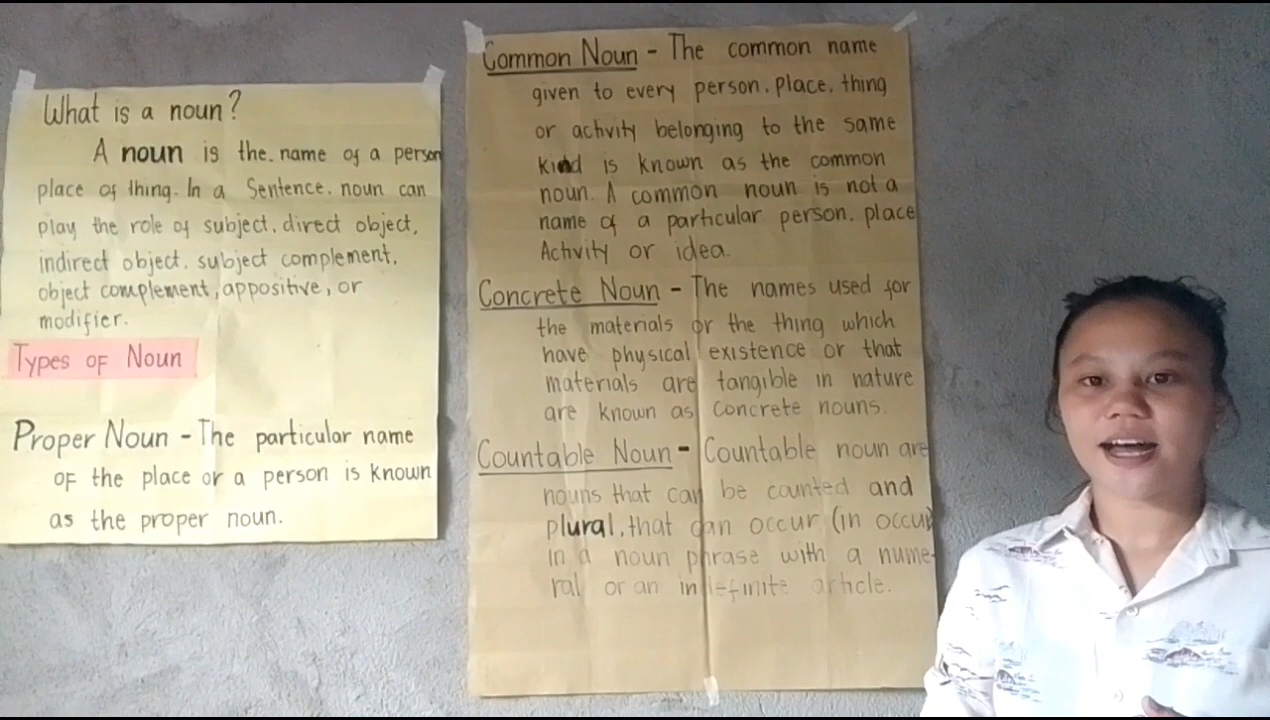 What is a noun?
A noun is the. name of a person
place of thing. In a Sentence. noun can
play the role of subject, direct object,
indirect object. subject complement,
object complement, appositive, or
modifier.
Types of Noun
Proper Noun - The particular name
of the place or a person is known
as the proper noun.
Common Noun - The common name
given to every person. place. thing
or activity belonging to the same
kind is known as the common
noun. A common noun is not a
name of a particular person. place
Activity or idea.
Concrete Noun - The names used for
the materials or the thing which
have physical existence or that
materials are tangible in nature
are known as concrete nouns.
Countable Noun - Countable noun are
nouns that can be counted and
plural, that can occur (in occur)
in a noun phrase with a nume-
ral or an indefinite article.